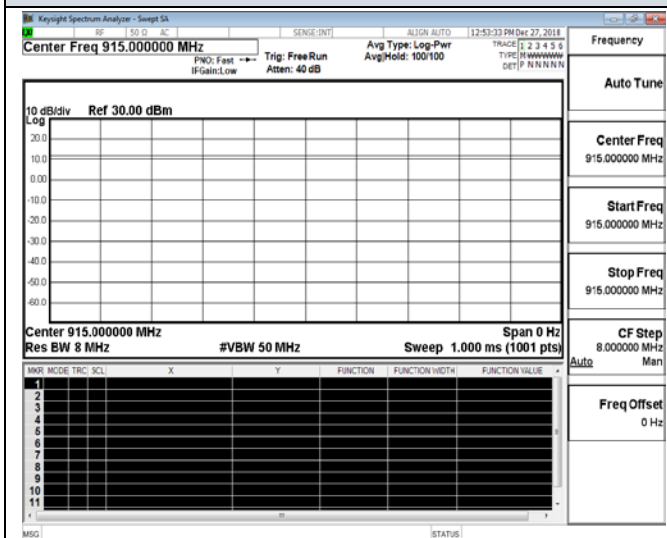 Keysight Spectrum Analyzer - Swept SA
RF 50 Ω AC SENSE:INT ALIGN AUTO 12:53:33 PM Dec 27, 2018
Center Freq 915.000000 MHz
PNO: Fast
IFGain:Low
Trig: Free Run
Atten: 40 dB
Avg Type: Log-Pwr
Avg|Hold: 100/100
TRACE 1 2 3 4 5 6
TYPE M WWWWW
DET P N N N N N
10 dB/div Ref 30.00 dBm
Log
20.0
10.0
0.00
-10.0
-20.0
-30.0
-40.0
-50.0
-60.0
Center 915.000000 MHz Span 0 Hz
Res BW 8 MHz #VBW 50 MHz Sweep 1.000 ms (1001 pts)
MKR MODE TRC SCL X Y FUNCTION FUNCTION WIDTH FUNCTION VALUE
1
2
3
4
5
6
7
8
9
10
11
MSG STATUS
Frequency
Auto Tune
Center Freq
915.000000 MHz
Start Freq
915.000000 MHz
Stop Freq
915.000000 MHz
CF Step
8.000000 MHz
Auto Man
Freq Offset
0 Hz